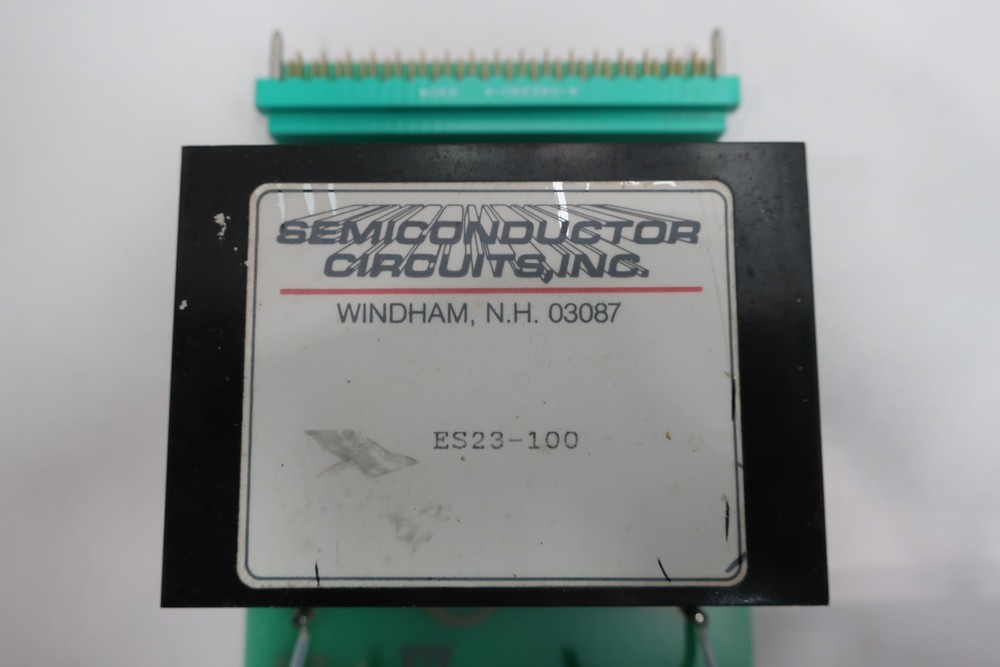 SEMICONDUCTOR
CIRCUITS, INC.
WINDHAM, N.H. 03087
ES23-100